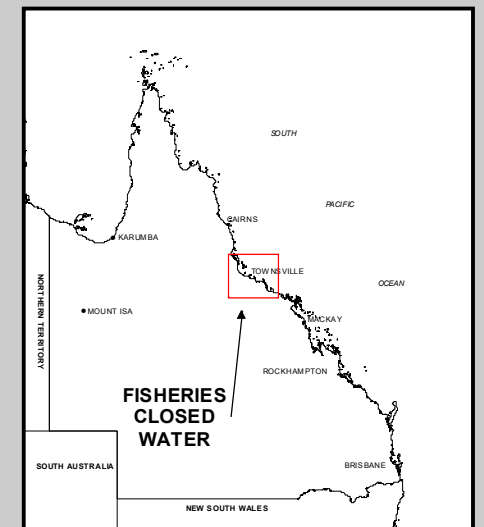 SOUTH
PACIFIC
CAIRNS
KARUMBA
TOWNSVILLE
OCEAN
NORTHERN TERRITORY
MOUNT ISA
MACKAY
ROCKHAMPTON
FISHERIES
CLOSED
WATER
BRISBANE
SOUTH AUSTRALIA
NEW SOUTH WALES